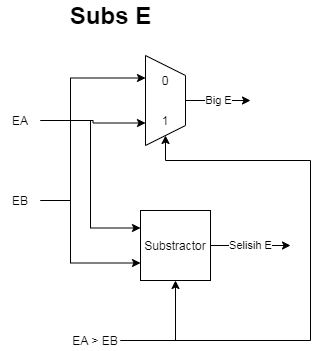 Subs E
0
Big E
1
EA
EB
Substractor
Selisih E
EA > EB